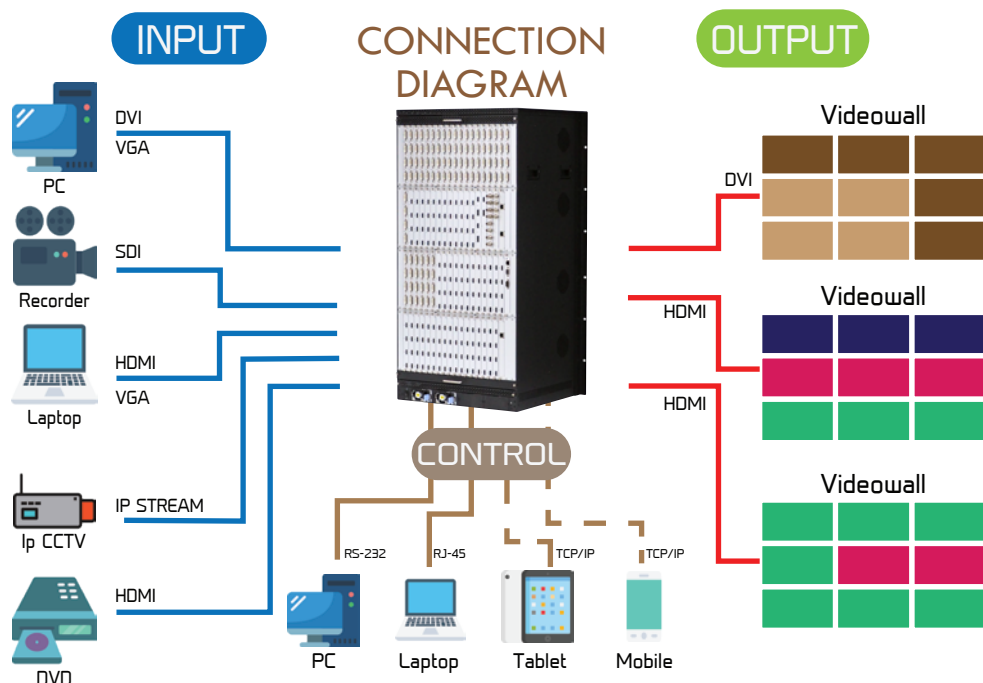 INPUT
CONNECTION
DIAGRAM
OUTPUT
DVI
VGA
PC
SDI
Recorder
HDMI
VGA
Laptop
IP STREAM
Ip CCTV
HDMI
DVD
Videowall
DVI
Videowall
HDMI
HDMI
Videowall
CONTROL
RS-232
RJ-45
TCP/IP
TCP/IP
PC
Laptop
Tablet
Mobile